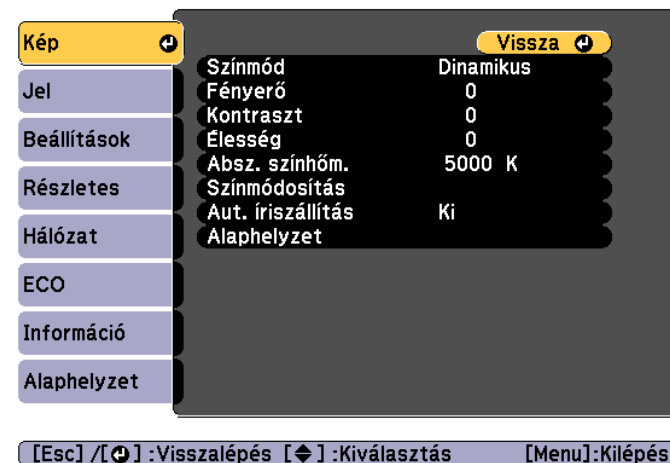 Kép
Vissza
Színmód Dinamikus
Jel
Fényerő 0
Kontraszt 0
Beállítások
Élesség 0
Absz. színhőm. 5000 K
Részletes
Színmódosítás
Aut. íriszállítás Ki
Hálózat
Alaphelyzet
ECO
Információ
Alaphelyzet
[Esc] /[ ] :Visszalépés [ ] :Kiválasztás [Menu]:Kilépés